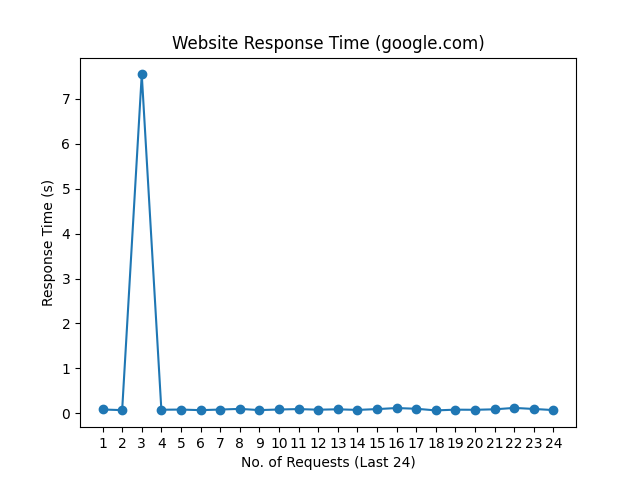 Website Response Time (google.com)
7
6
5
4
3
2
1
0
Response Time (s)
1 2 3 4 5 6 7 8 9 10 11 12 13 14 15 16 17 18 19 20 21 22 23 24
No. of Requests (Last 24)